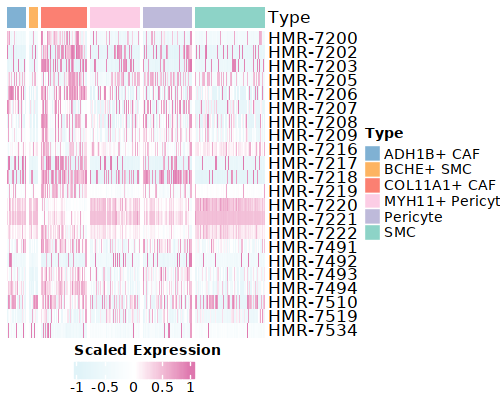 Type
HMR-7200
HMR-7202
HMR-7203
HMR-7205
HMR-7206
HMR-7207
HMR-7208
HMR-7209
HMR-7216
HMR-7217
HMR-7218
HMR-7219
HMR-7220
HMR-7221
HMR-7222
HMR-7491
HMR-7492
HMR-7493
HMR-7494
HMR-7510
HMR-7519
HMR-7534
Type
ADH1B+ CAF
BCHE+ SMC
COL11A1+ CAF
MYH11+ Pericyt
Pericyte
SMC
Scaled Expression
-1 -0.5 0 0.5 1